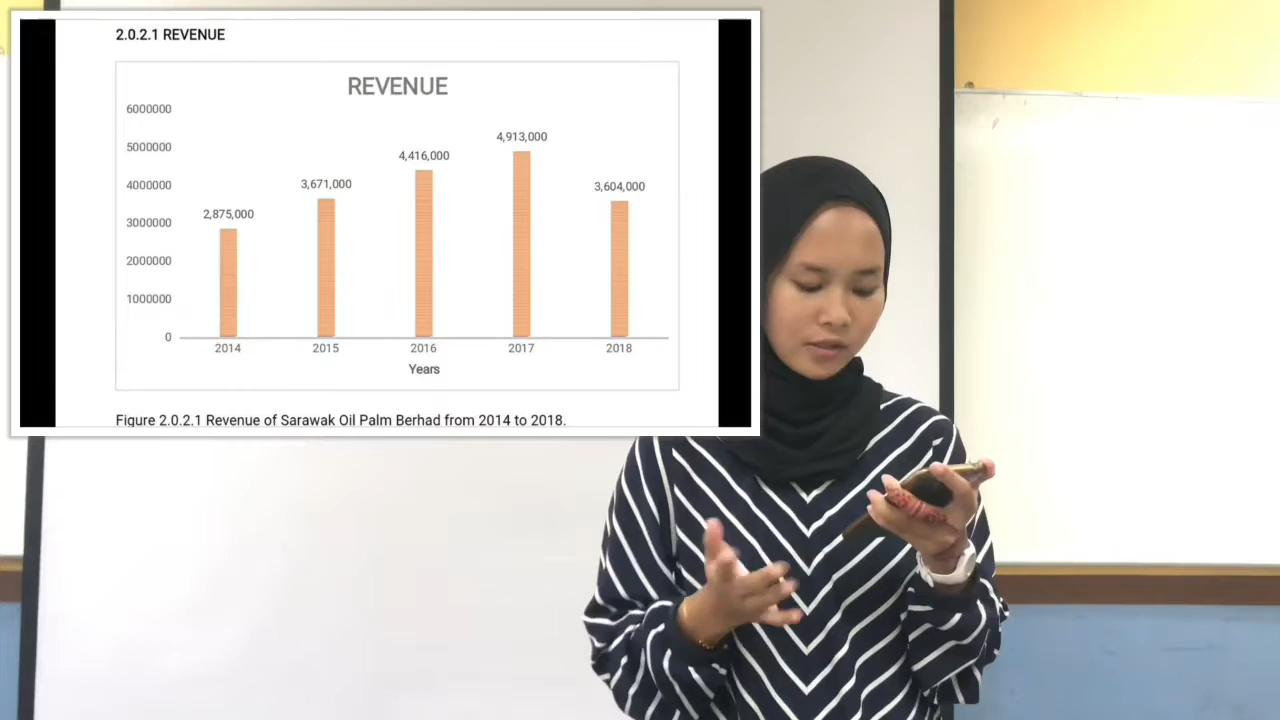 2.0.2.1 REVENUE
REVENUE
6000000
5000000
4000000
3000000
2000000
1000000
0
2,875,000
3,671,000
4,416,000
4,913,000
3,604,000
2014 2015 2016 2017 2018
Years
Figure 2.0.2.1 Revenue of Sarawak Oil Palm Berhad from 2014 to 2018.